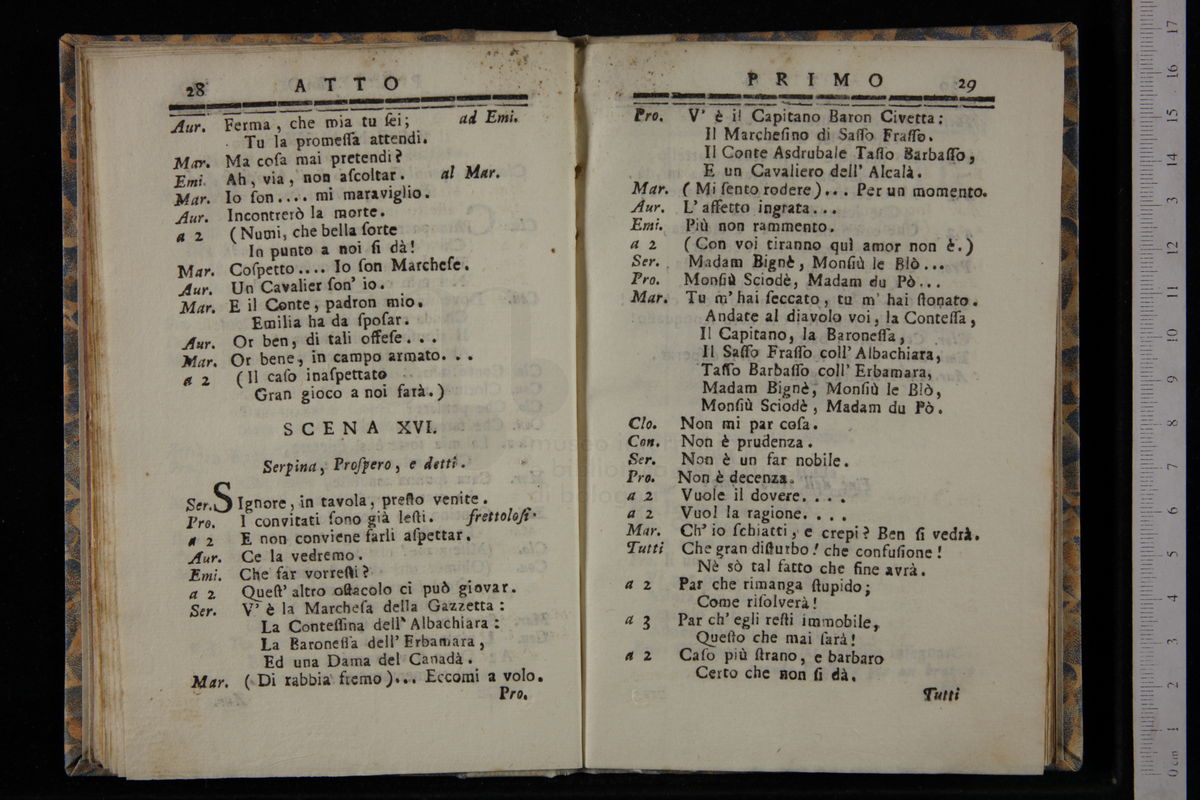 28 ATTO
Aur. Ferma, che mia tu ſei; ad Emi.
Tu la promeſſa attendi.
Mar. Ma coſa mai pretendi?
Emi. Ah, via, non aſcoltar. al Mar.
Mar. Io ſon.... mi maraviglio.
Aur. Incontrerò la morte.
a 2 (Numi, che bella ſorte
In punto a noi ſi dà!
Mar. Coſpetto.... Io ſon Marcheſe.
Aur. Un Cavalier ſon' io.
Mar. E il Conte, padron mio.
Emilia ha da ſpoſar.
Aur. Or ben, di tali offeſe...
Mar. Or bene, in campo armato...
a 2 (Il caſo inaſpettato
Gran gioco a noi farà.)
SCENA XVI.
Serpina, Proſpero, e detti.
Ser. SIgnore, in tavola, preſto venite.
Pro. I convitati ſono già leſti. frettoloſi.
a 2 E non conviene farli aſpettar.
Aur. Ce la vedremo.
Emi. Che far vorreſti?
a 2 Queſt' altro oſtacolo ci può giovar.
Ser. V' è la Marcheſa della Gazzetta:
La Conteſſina dell' Albachiara:
La Baroneſſa dell' Erbamara,
Ed una Dama del Canadà.
Mar. (Di rabbia fremo)... Eccomi a volo.
Pro.
PRIMO 29
Pro. V' è il Capitano Baron Civetta:
Il Marcheſino di Saſſo Fraſſo.
Il Conte Asdrubale Taſſo Barbaſſo,
E un Cavaliero dell' Alcalà.
Mar. (Mi ſento rodere)... Per un momento.
Aur. L' affetto ingrata...
Emi. Più non rammento.
a 2 (Con voi tiranno quì amor non è.)
Ser. Madam Bignè, Monſiù le Blò...
Pro. Monſiù Sciodè, Madam du Pò...
Mar. Tu m' hai ſeccato, tu m' hai ſtonato.
Andate al diavolo voi, la Conteſſa,
Il Capitano, la Baroneſſa,
Il Saſſo Fraſſo coll' Albachiara,
Taſſo Barbaſſo coll' Erbamara,
Madam Bignè, Monſiù le Blò,
Monſiù Sciodè, Madam du Pò.
Clo. Non mi par coſa.
Con. Non è prudenza.
Ser. Non è un far nobile.
Pro. Non è decenza.
a 2 Vuole il dovere....
a 2 Vuol la ragione....
Mar. Ch' io ſchiatti, e crepi? Ben ſi vedrà.
Tutti Che gran diſturbo! che confuſione!
Nè sò tal fatto che fine avrà.
a 2 Par che rimanga ſtupido;
Come riſolverà!
a 3 Par ch' egli reſti immobile,
Queſto che mai ſarà!
a 2 Caſo più ſtrano, e barbaro
Certo che non ſi dà.
Tutti